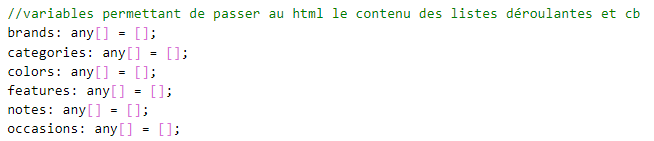 //variables permettant de passer au html le contenu des listes déroulantes et cb
brands: any[] = [];
categories: any[] = [];
colors: any[] = [];
features: any[] = [];
notes: any[] = [];
occasions: any[] = [];